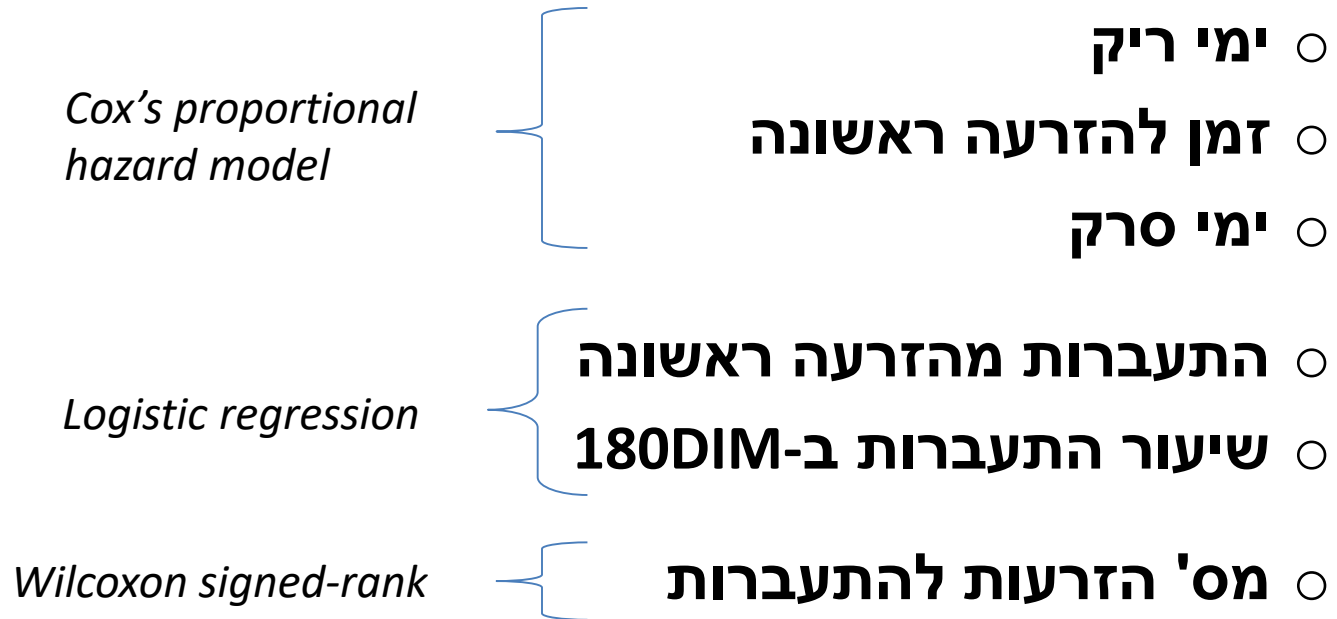 ○ ימי ריק
○ זמן להזרעה ראשונה
○ ימי סרק
Cox's proportional
hazard model
○ התעברות מהזרעה ראשונה
○ שיעור התעברות ב-180DIM
Logistic regression
○ מס' הזרעות להתעברות
Wilcoxon signed-rank